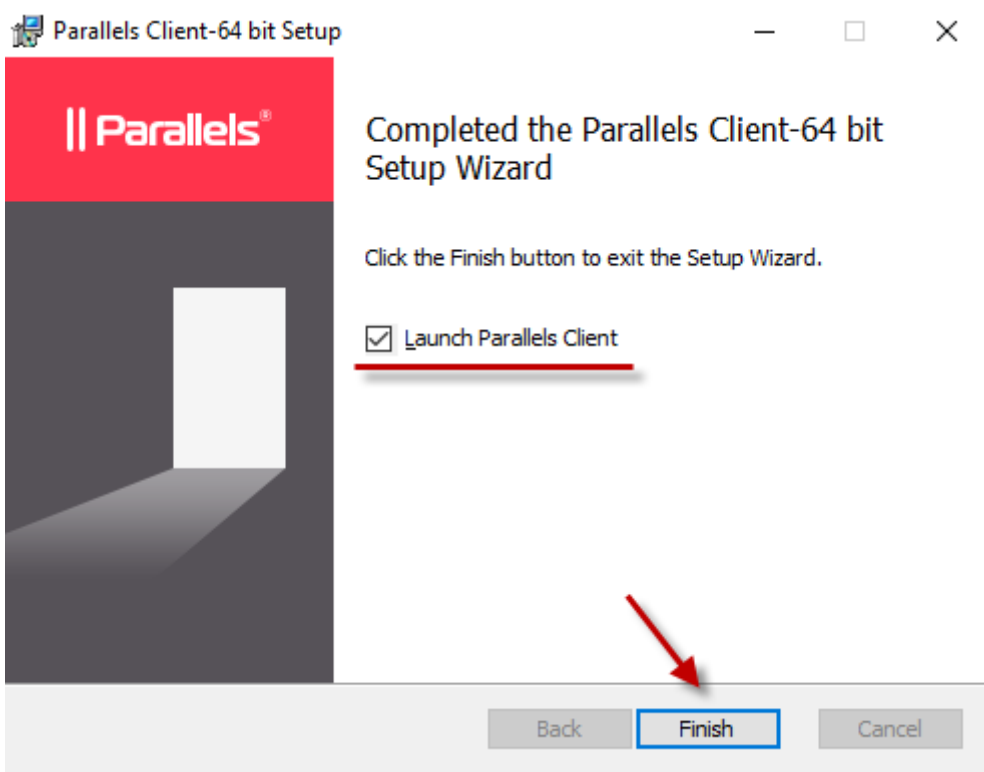 Parallels Client-64 bit Setup
|| Parallels®
Completed the Parallels Client-64 bit
Setup Wizard
Click the Finish button to exit the Setup Wizard.
Launch Parallels Client
Back
Finish
Cancel